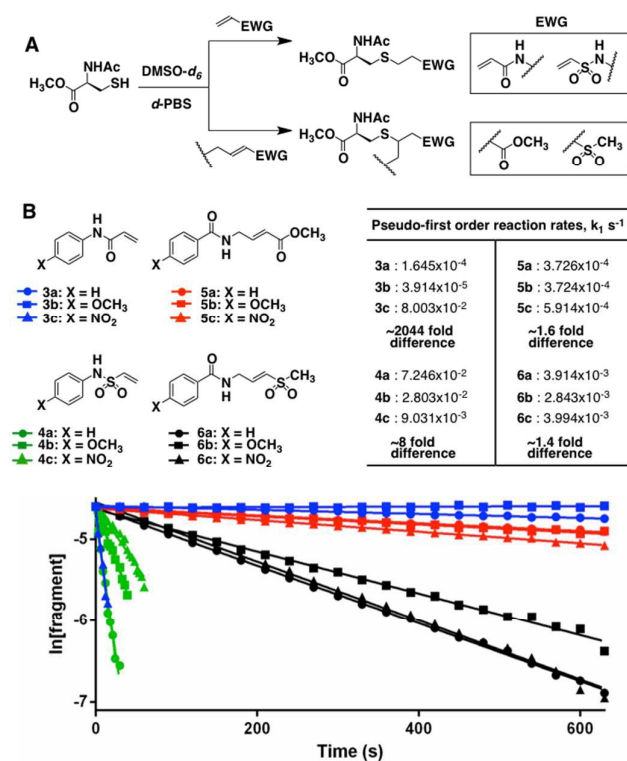 A
EWG
NHAc
H₃CO
SH
O
DMSO-d₆
d-PBS
EWG
NHAc
H₃CO
S
EWG
O
NHAc
H₃CO
S
EWG
O
EWG
H
N
O
H
N
S
O O
OCH₃
O
CH₃
S
O O
B
H
N
O
X
O
N
H
OCH₃
O
X
3a: X = H
3b: X = OCH₃
3c: X = NO₂
5a: X = H
5b: X = OCH₃
5c: X = NO₂
H
N
S
O O
X
O
N
H
CH₃
S
O O
X
4a: X = H
4b: X = OCH₃
4c: X = NO₂
6a: X = H
6b: X = OCH₃
6c: X = NO₂
Pseudo-first order reaction rates, k₁ s⁻¹
3a : 1.645x10⁻⁴
3b : 3.914x10⁻⁵
3c : 8.003x10⁻²
~2044 fold
difference
5a : 3.726x10⁻⁴
5b : 3.724x10⁻⁴
5c : 5.914x10⁻⁴
~1.6 fold
difference
4a : 7.246x10⁻²
4b : 2.803x10⁻²
4c : 9.031x10⁻³
~8 fold
difference
6a : 3.914x10⁻³
6b : 2.843x10⁻³
6c : 3.994x10⁻³
~1.4 fold
difference
ln[fragment]
-5
-6
-7
0
200
400
600
Time (s)